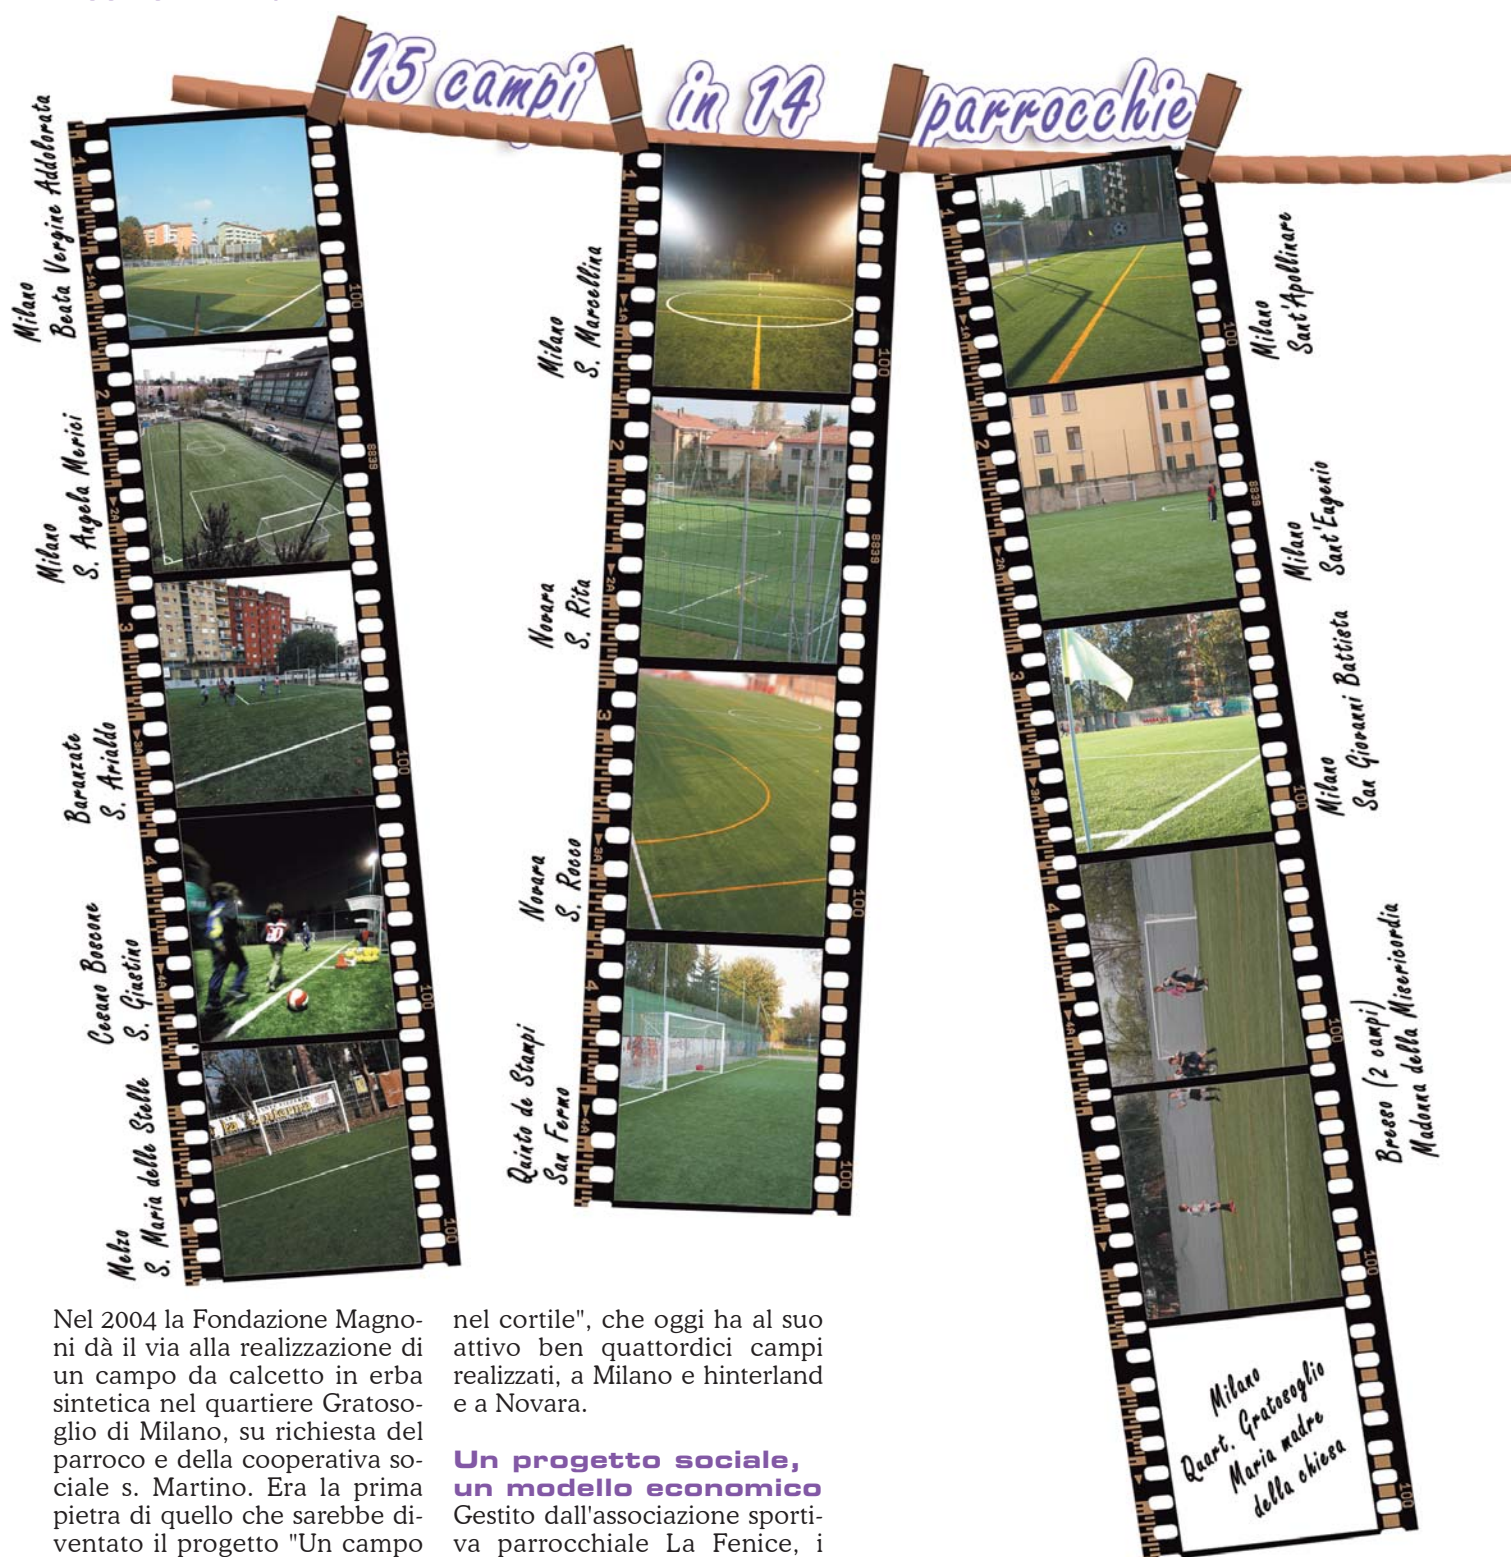 15 campi in 14 parrocchie
Milano
Beata Vergine Addolorata
Milano
S. Angela Merici
Baranzate
S. Arialdo
Cesano Boscone
S. Giustino
Melzo
S. Maria delle Stelle
Milano
S. Marcellina
Novara
S. Rita
Novara
S. Rocco
Quinto de Stampi
San Fermo
Milano
Sant'Apollinare
Milano
Sant'Eugenio
Milano
San Giovanni Battista
Bresso (2 campi)
Madonna della Misericordia
Milano
Quart. Gratosoglio
Maria madre
della chiesa
Nel 2004 la Fondazione Magno-
ni dà il via alla realizzazione di
un campo da calcetto in erba
sintetica nel quartiere Gratoso-
glio di Milano, su richiesta del
parroco e della cooperativa so-
ciale s. Martino. Era la prima
pietra di quello che sarebbe di-
ventato il progetto "Un campo
nel cortile", che oggi ha al suo
attivo ben quattordici campi
realizzati, a Milano e hinterland
e a Novara.
Un progetto sociale,
un modello economico
Gestito dall'associazione sporti-
va parrocchiale La Fenice, i